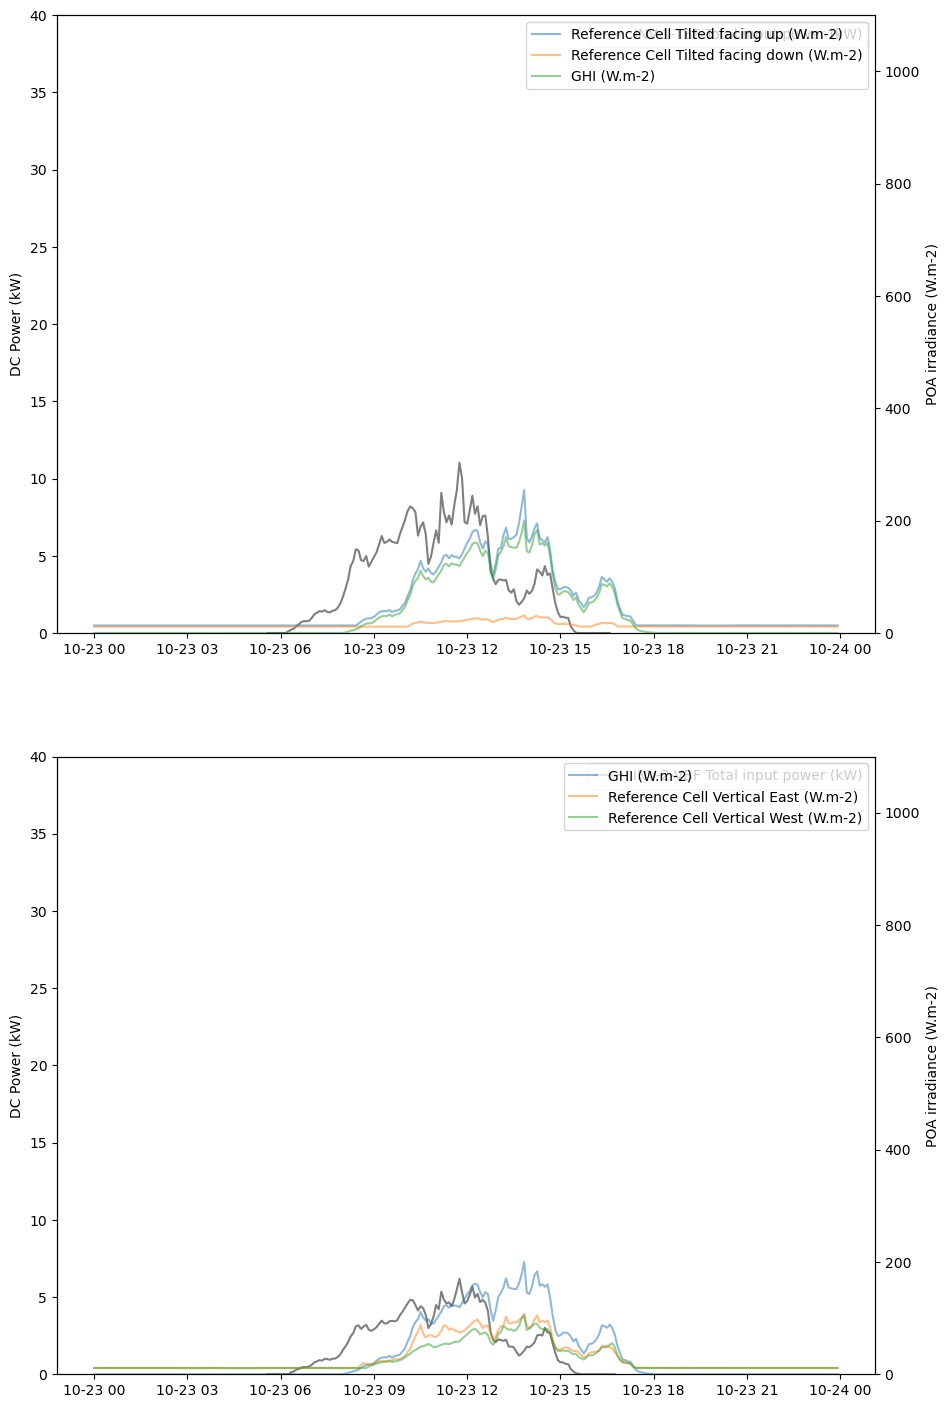 40
35
30
25
20
15
10
5
0
DC Power (kW)
Reference Cell Tilted facing up (W.m-2)
Reference Cell Tilted facing down (W.m-2)
GHI (W.m-2)
1000
800
600
400
200
0
POA irradiance (W.m-2)
10-23 00 10-23 03 10-23 06 10-23 09 10-23 12 10-23 15 10-23 18 10-23 21 10-24 00
40
35
30
25
20
15
10
5
0
DC Power (kW)
GHI (W.m-2) Total input power (kW)
Reference Cell Vertical East (W.m-2)
Reference Cell Vertical West (W.m-2)
1000
800
600
400
200
0
POA irradiance (W.m-2)
10-23 00 10-23 03 10-23 06 10-23 09 10-23 12 10-23 15 10-23 18 10-23 21 10-24 00